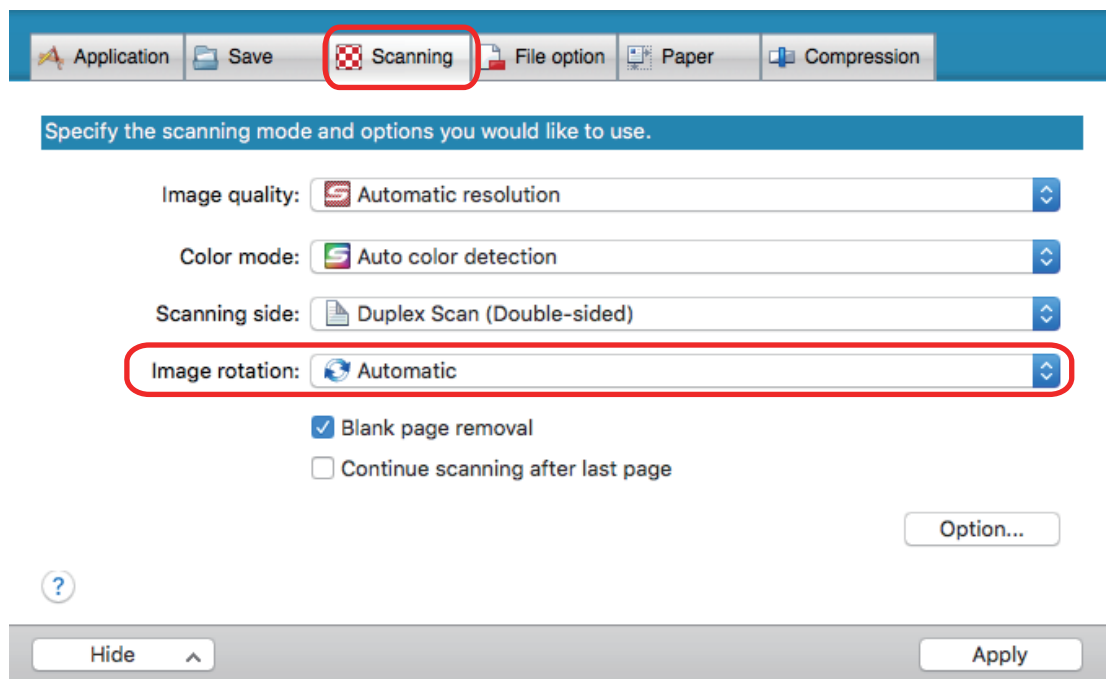 Application Save Scanning File option Paper Compression
Specify the scanning mode and options you would like to use.
Image quality: Automatic resolution
Color mode: Auto color detection
Scanning side: Duplex Scan (Double-sided)
Image rotation: Automatic
Blank page removal
Continue scanning after last page
Option...
?
Hide Apply